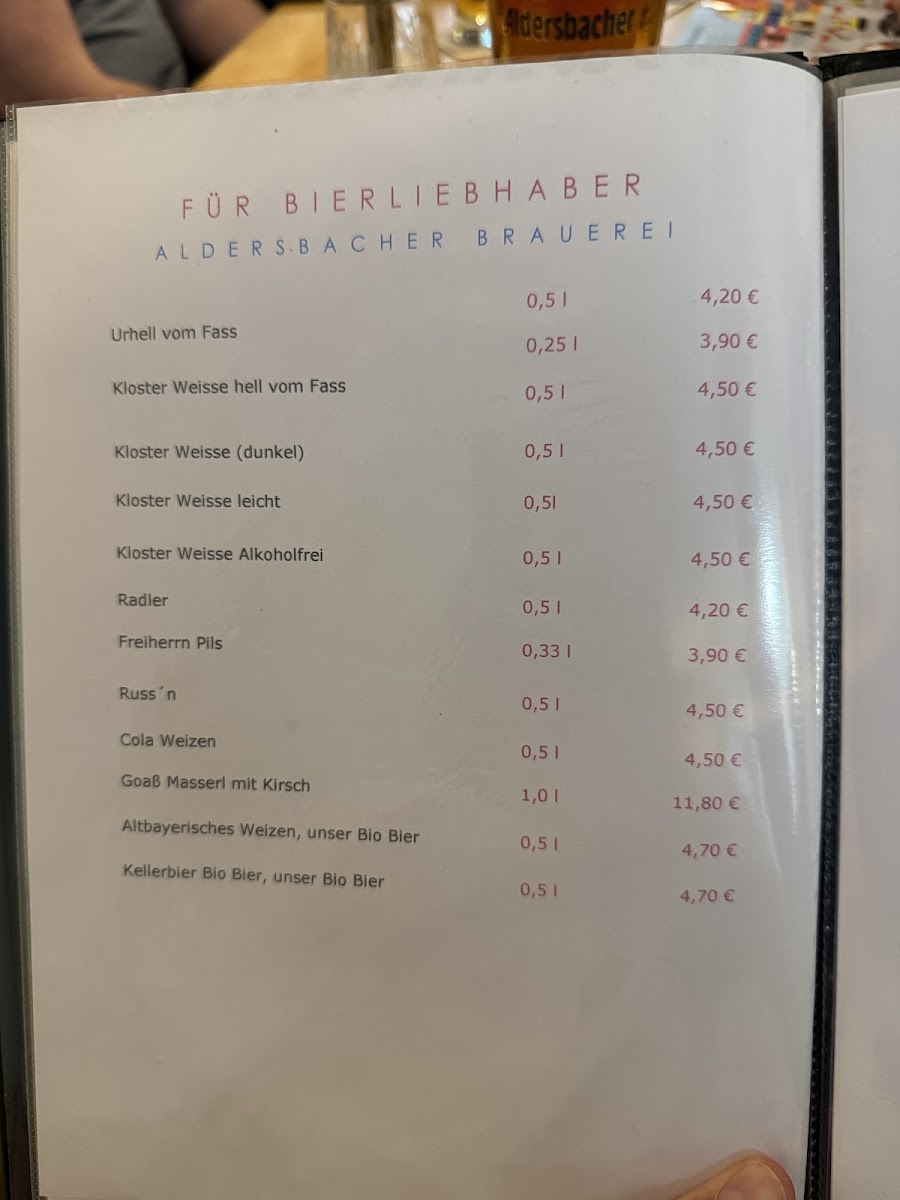 Aldersbacher
FÜR BIERLIEBHABER
ALDERSBACHER BRAUEREI
0,5 l 4,20 €
Urhell vom Fass 0,25 l 3,90 €
Kloster Weisse hell vom Fass 0,5 l 4,50 €
Kloster Weisse (dunkel) 0,5 l 4,50 €
Kloster Weisse leicht 0,5l 4,50 €
Kloster Weisse Alkoholfrei 0,5 l 4,50 €
Radler 0,5 l 4,20 €
Freiherrn Pils 0,33 l 3,90 €
Russ´n 0,5 l 4,50 €
Cola Weizen 0,5 l 4,50 €
Goaß Masserl mit Kirsch 1,0 l 11,80 €
Altbayerisches Weizen, unser Bio Bier 0,5 l 4,70 €
Kellerbier Bio Bier, unser Bio Bier 0,5 l 4,70 €